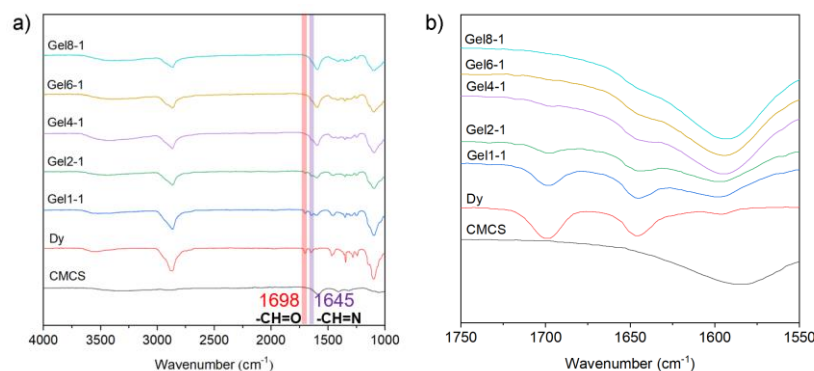 a)
Gel8-1
Gel6-1
Gel4-1
Gel2-1
Gel1-1
Dy
CMCS
1698 1645
-CH=O -CH=N
4000 3500 3000 2500 2000 1500 1000
Wavenumber (cm⁻¹)
b)
Gel8-1
Gel6-1
Gel4-1
Gel2-1
Gel1-1
Dy
CMCS
1750 1700 1650 1600 1550
Wavenumber (cm⁻¹)